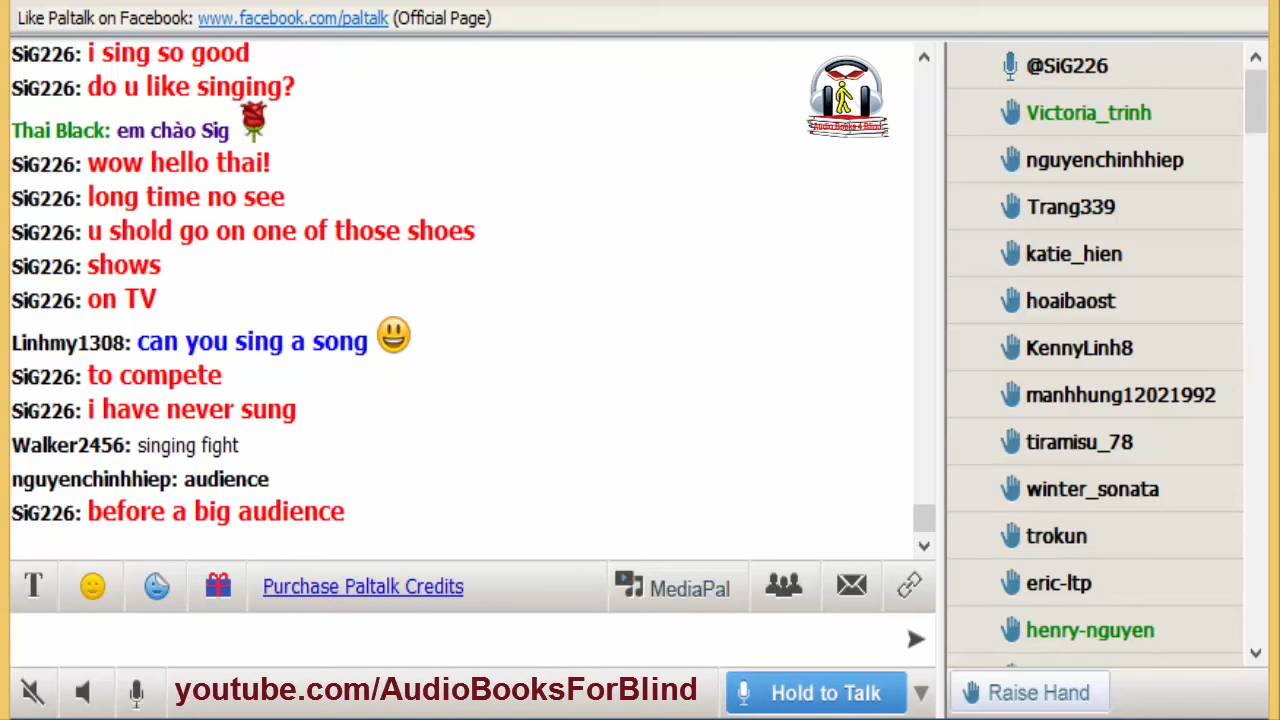 Like Paltalk on Facebook: www.facebook.com/paltalk (Official Page)
SiG226: i sing so good
SiG226: do u like singing?
Thai Black: em chào Sig
SiG226: wow hello thai!
SiG226: long time no see
SiG226: u shold go on one of those shoes
SiG226: shows
SiG226: on TV
Linhmy1308: can you sing a song
SiG226: to compete
SiG226: i have never sung
Walker2456: singing fight
nguyenchinhhiep: audience
SiG226: before a big audience
Audio Books 4 Blind
@SiG226
Victoria_trinh
nguyenchinhhiep
Trang339
katie_hien
hoaibaost
KennyLinh8
manhhung12021992
tiramisu_78
winter_sonata
trokun
eric-ltp
henry-nguyen
T
Purchase Paltalk Credits
MediaPal
youtube.com/AudioBooksForBlind
Hold to Talk
Raise Hand